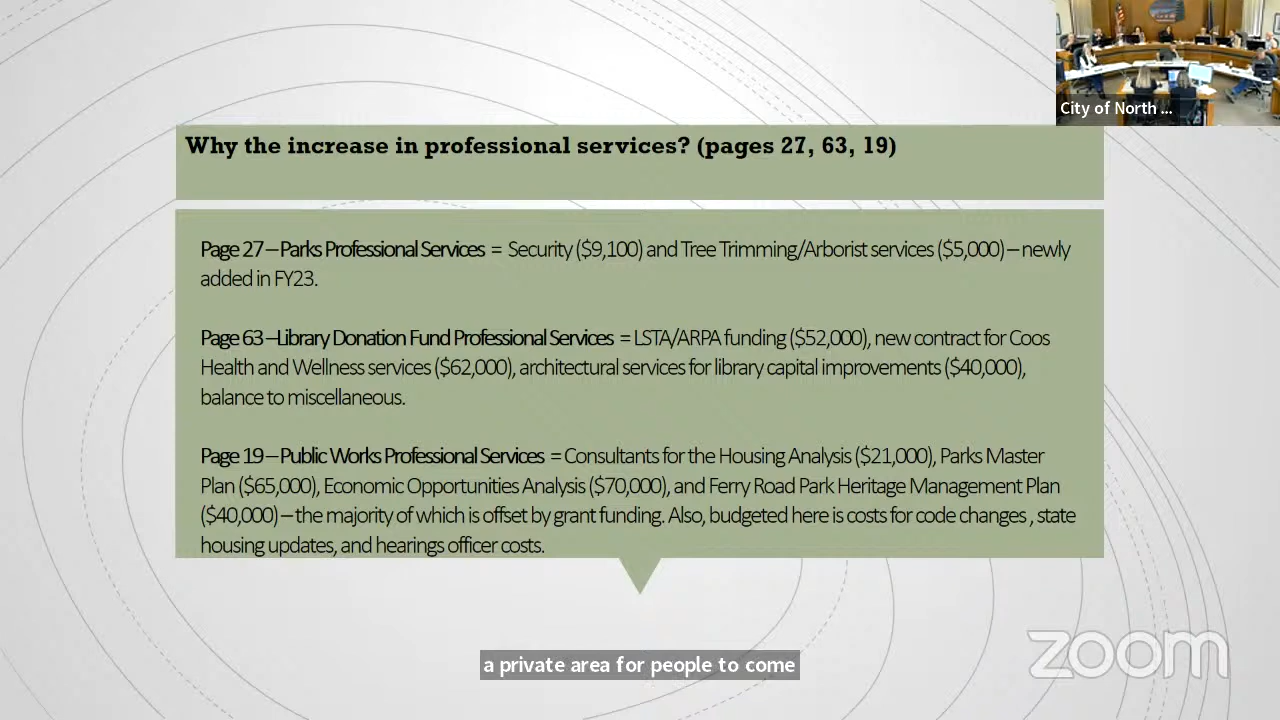 City of North ...
Why the increase in professional services? (pages 27, 63, 19)
Page 27 – Parks Professional Services = Security ($9,100) and Tree Trimming/Arborist services ($5,000) – newly
added in FY23.
Page 63 –Library Donation Fund Professional Services = LSTA/ARPA funding ($52,000), new contract for Coos
Health and Wellness services ($62,000), architectural services for library capital improvements ($40,000),
balance to miscellaneous.
Page 19 – Public Works Professional Services = Consultants for the Housing Analysis ($21,000), Parks Master
Plan ($65,000), Economic Opportunities Analysis ($70,000), and Ferry Road Park Heritage Management Plan
($40,000) – the majority of which is offset by grant funding. Also, budgeted here is costs for code changes , state
housing updates, and hearings officer costs.
a private area for people to come
zoom